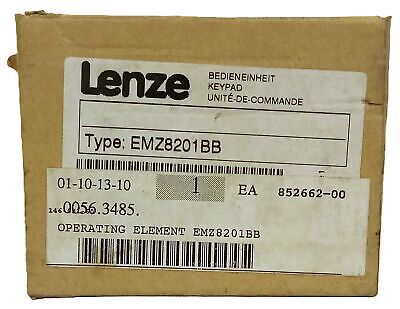 Lenze
BEDIENEINHEIT
KEYPAD
UNITÉ-DE-COMMANDE
Type: EMZ8201BB
01-10-13-10 1 EA 852662-00
.0056.3485.
OPERATING ELEMENT EMZ8201BB